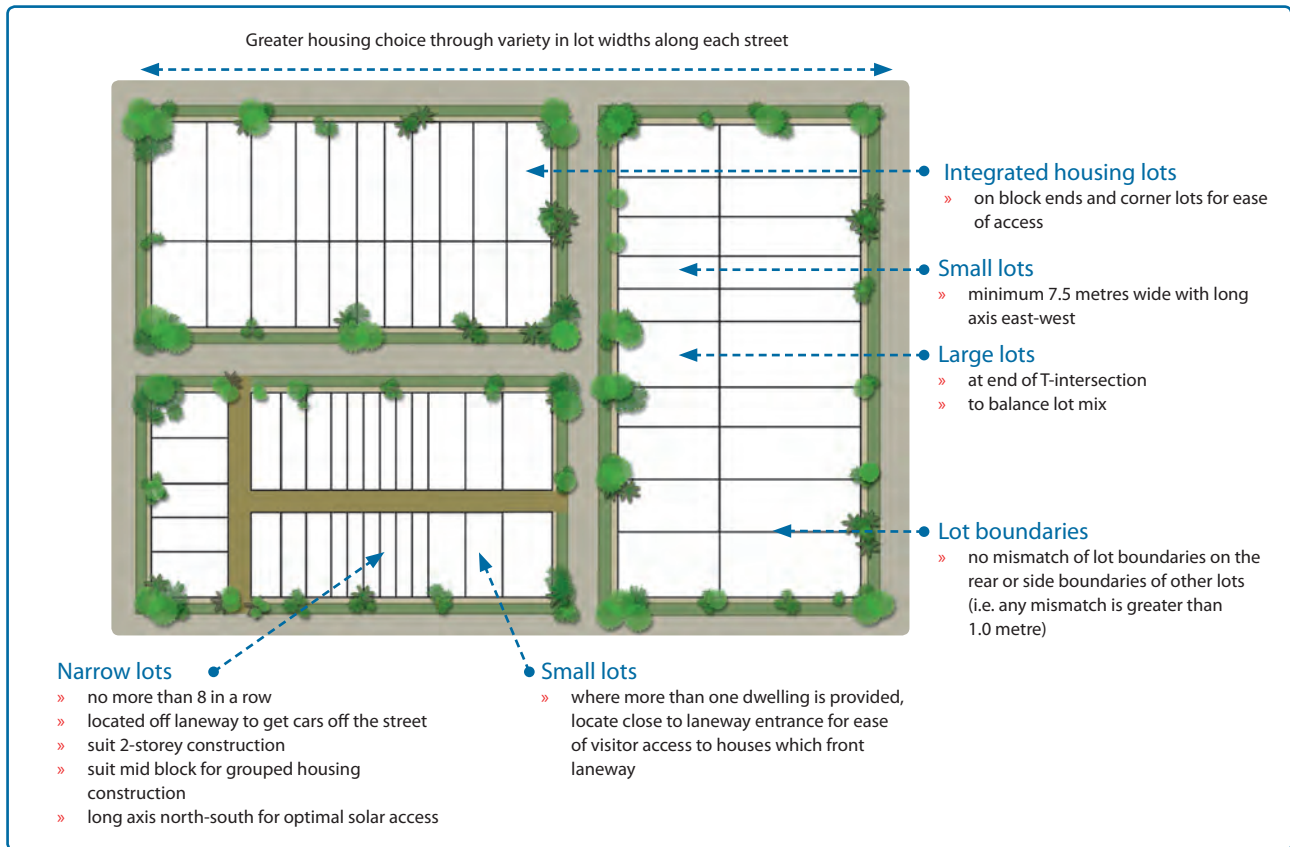 Greater housing choice through variety in lot widths along each street
Integrated housing lots
» on block ends and corner lots for ease
of access
Small lots
» minimum 7.5 metres wide with long
axis east-west
Large lots
» at end of T-intersection
» to balance lot mix
Lot boundaries
» no mismatch of lot boundaries on the
rear or side boundaries of other lots
(i.e. any mismatch is greater than
1.0 metre)
Narrow lots
» no more than 8 in a row
» located off laneway to get cars off the street
» suit 2-storey construction
» suit mid block for grouped housing
construction
» long axis north-south for optimal solar access
Small lots
» where more than one dwelling is provided,
locate close to laneway entrance for ease
of visitor access to houses which front
laneway